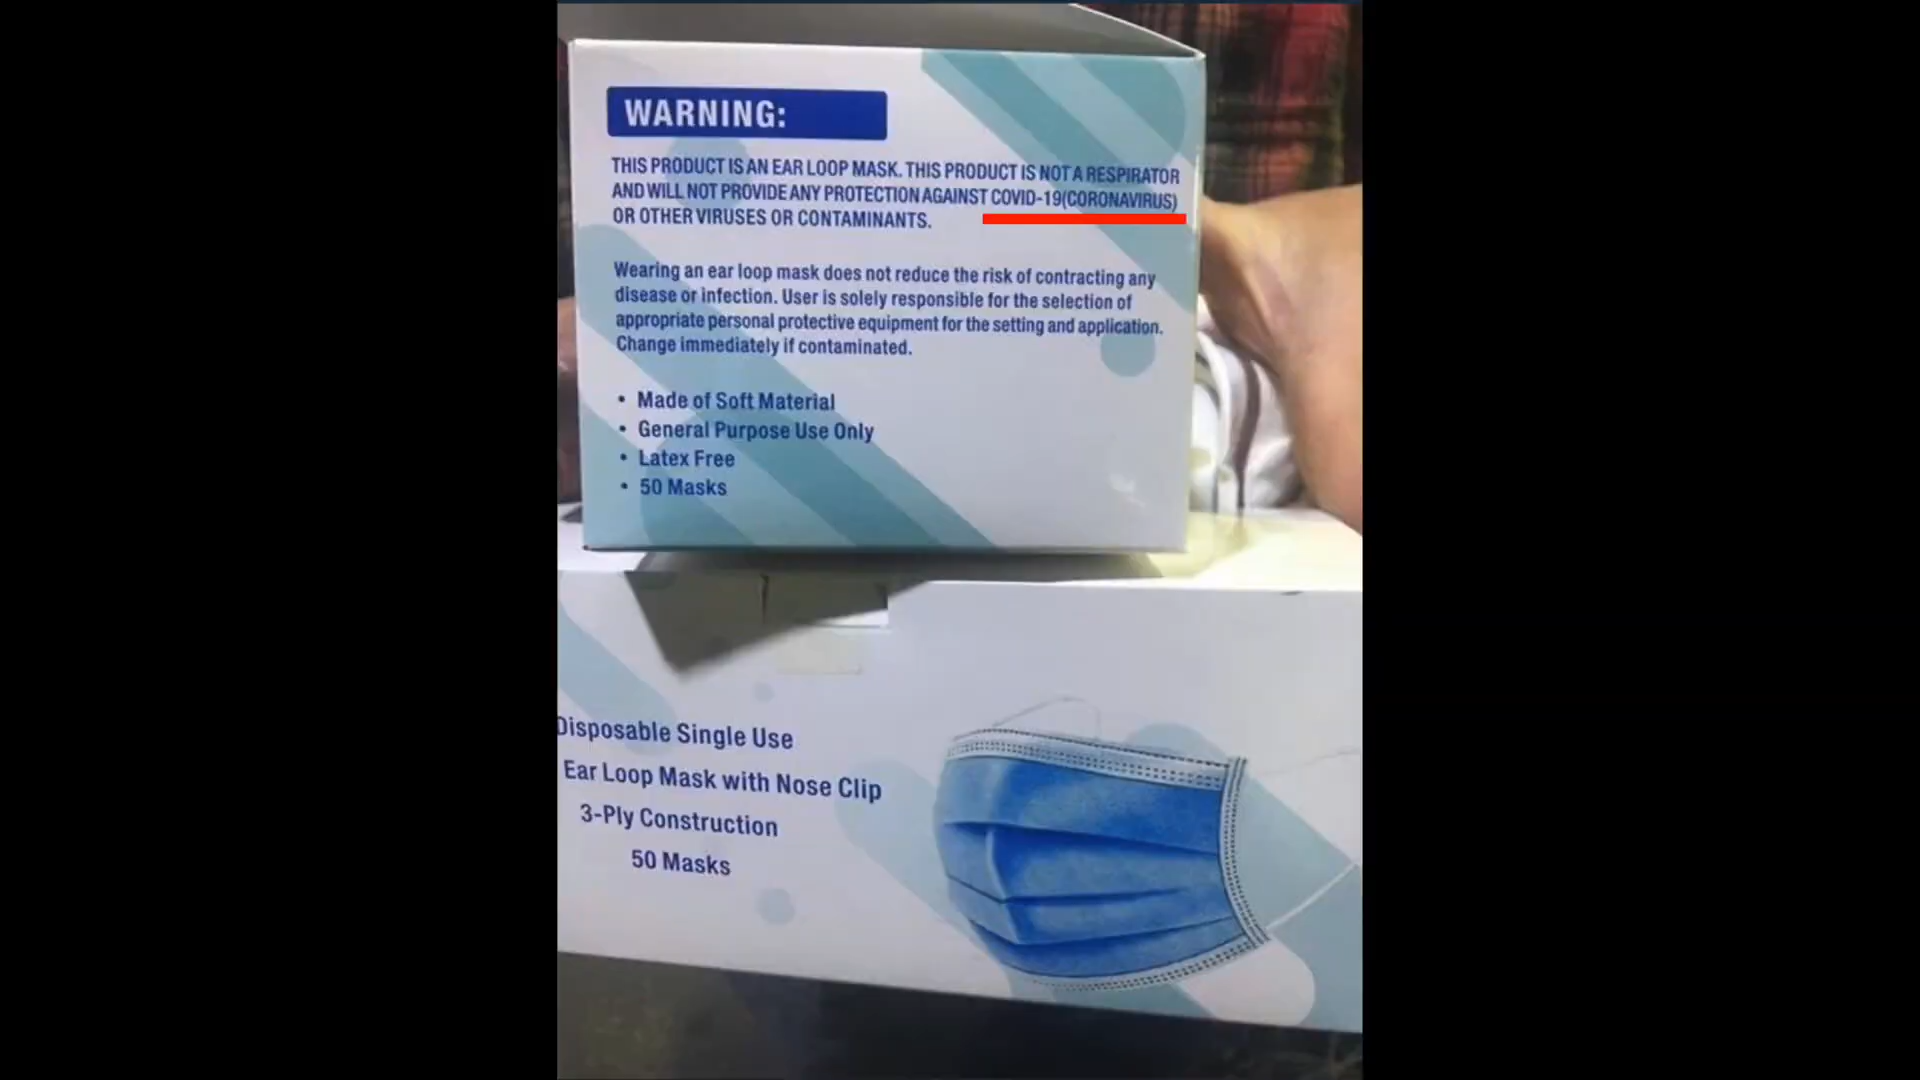 WARNING:
THIS PRODUCT IS AN EAR LOOP MASK. THIS PRODUCT IS NOT A RESPIRATOR
AND WILL NOT PROVIDE ANY PROTECTION AGAINST COVID-19(CORONAVIRUS)
OR OTHER VIRUSES OR CONTAMINANTS.
Wearing an ear loop mask does not reduce the risk of contracting any
disease or infection. User is solely responsible for the selection of
appropriate personal protective equipment for the setting and application.
Change immediately if contaminated.
• Made of Soft Material
• General Purpose Use Only
• Latex Free
• 50 Masks
Disposable Single Use
Ear Loop Mask with Nose Clip
3-Ply Construction
50 Masks